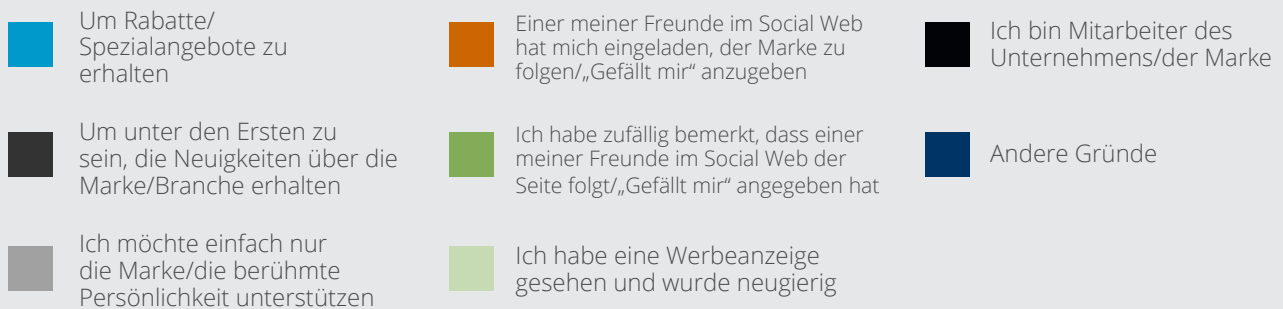 Um Rabatte/
Spezialangebote zu
erhalten
Um unter den Ersten zu
sein, die Neuigkeiten über die
Marke/Branche erhalten
Ich möchte einfach nur
die Marke/die berühmte
Persönlichkeit unterstützen
Einer meiner Freunde im Social Web
hat mich eingeladen, der Marke zu
folgen/„Gefällt mir“ anzugeben
Ich habe zufällig bemerkt, dass einer
meiner Freunde im Social Web der
Seite folgt/„Gefällt mir“ angegeben hat
Ich habe eine Werbeanzeige
gesehen und wurde neugierig
Ich bin Mitarbeiter des
Unternehmens/der Marke
Andere Gründe